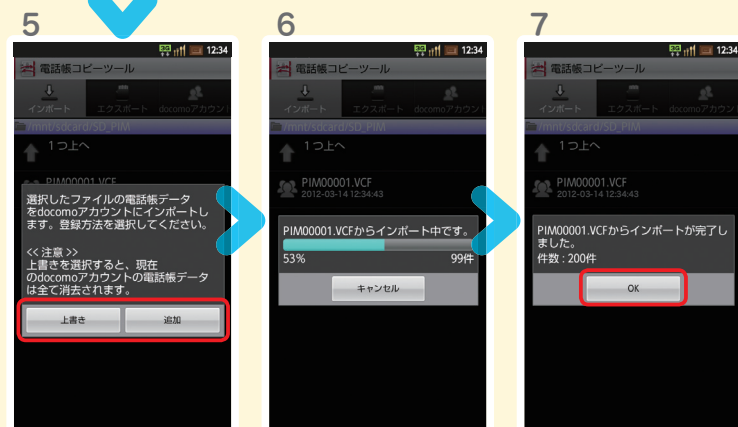 5
3G 12:34
電話帳コピーツール
インポート エクスポート docomoアカウント
/mnt/sdcard/SD_PIM
1つ上へ
PIM00001.VCF
選択したファイルの電話帳データ
をdocomoアカウントにインポートし
ます。登録方法を選択してください。
<< 注意 >>
上書きを選択すると、現在
のdocomoアカウントの電話帳データ
は全て消去されます。
上書き 追加
6
3G 12:34
電話帳コピーツール
インポート エクスポート docomoアカウント
/mnt/sdcard/SD_PIM
1つ上へ
PIM00001.VCF
2012-03-14 12:34:43
PIM00001.VCFからインポート中です。
53% 99件
キャンセル
7
3G 12:34
電話帳コピーツール
インポート エクスポート docomoアカウント
/mnt/sdcard/SD_PIM
1つ上へ
PIM00001.VCF
2012-03-14 12:34:43
PIM00001.VCFからインポートが完了し
ました。
件数 : 200件
OK